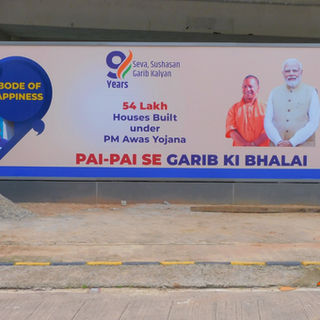 BODE OF
APPINESS
9
Years
Seva, Sushasan
Garib Kalyan
54 Lakh
Houses Built
under
PM Awas Yojana
PAI-PAI SE GARIB KI BHALAI